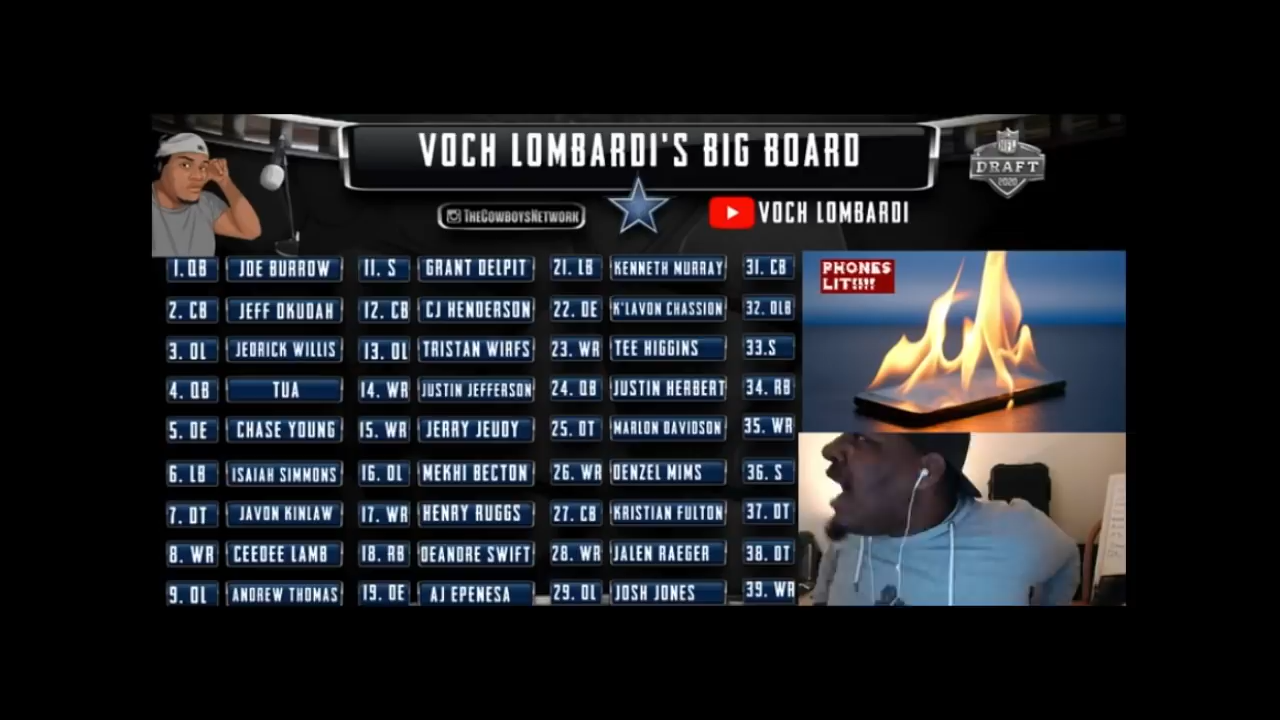 VOCH LOMBARDI'S BIG BOARD
NFL
DRAFT
2020
THECOWBOYSNETWORK
VOCH LOMBARDI
1. QB JOE BURROW
2. CB JEFF OKUDAH
3. OL JEDRICK WILLIS
4. QB TUA
5. DE CHASE YOUNG
6. LB ISAIAH SIMMONS
7. DT JAVON KINLAW
8. WR CEEDEE LAMB
9. OL ANDREW THOMAS
11. S GRANT DELPIT
12. CB CJ HENDERSON
13. OL TRISTAN WIRFS
14. WR JUSTIN JEFFERSON
15. WR JERRY JEUDY
16. OL MEKHI BECTON
17. WR HENRY RUGGS
18. RB DEANDRE SWIFT
19. DE AJ EPENESA
21. LB KENNETH MURRAY
22. DE K'LAVON CHASSION
23. WR TEE HIGGINS
24. QB JUSTIN HERBERT
25. DT MARLON DAVIDSON
26. WR DENZEL MIMS
27. CB KRISTIAN FULTON
28. WR JALEN RAEGER
29. OL JOSH JONES
31. CB
32. OLB
33.S
34. RB
35. WR
36. S
37. DT
38. DT
39. WR
PHONES
LIT!!!